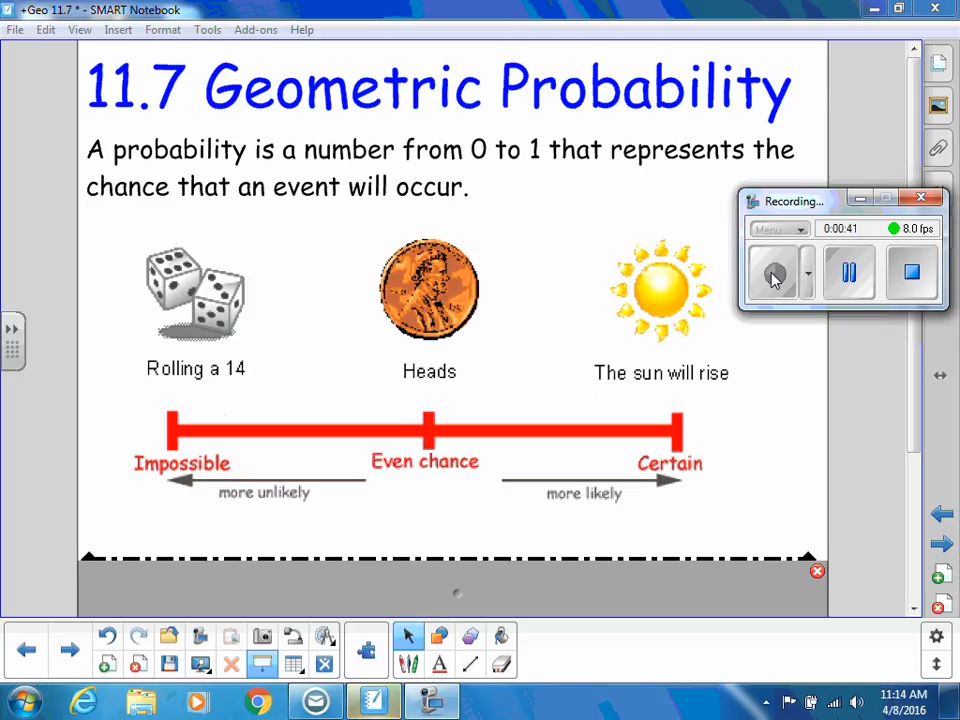 +Geo 11.7 * - SMART Notebook
File Edit View Insert Format Tools Add-ons Help
11.7 Geometric Probability
A probability is a number from 0 to 1 that represents the
chance that an event will occur.
Recording...
Menu 0:00:41 8.0 fps
Rolling a 14 Heads The sun will rise
Impossible Even chance Certain
more unlikely more likely
11:14 AM
4/8/2016